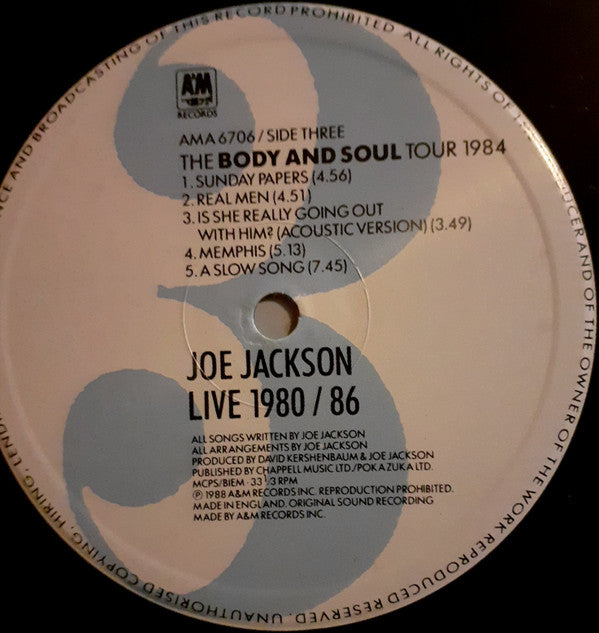 A&M
RECORDS
AMA 6706 / SIDE THREE
THE BODY AND SOUL TOUR 1984
1. SUNDAY PAPERS (4.56)
2. REAL MEN (4.51)
3. IS SHE REALLY GOING OUT
WITH HIM? (ACOUSTIC VERSION) (3.49)
4. MEMPHIS (5.13)
5. A SLOW SONG (7.45)
JOE JACKSON
LIVE 1980 / 86
ALL SONGS WRITTEN BY JOE JACKSON
ALL ARRANGEMENTS BY JOE JACKSON
PRODUCED BY DAVID KERSHENBAUM & JOE JACKSON
PUBLISHED BY CHAPPELL MUSIC LTD./POKAZUKA LTD.
MCPS/BIEM · 33⅓ RPM
Ⓟ 1988 A&M RECORDS INC. REPRODUCTION PROHIBITED.
MADE IN ENGLAND. ORIGINAL SOUND RECORDING
MADE BY A&M RECORDS INC.
ALL RIGHTS OF UCER AND OF THE OWNER OF THE WORK REPRODUCED RESERVED. UNAUTHORISED COPYING, HIRING, LENDI NCE AND BROADCASTING OF THIS RECORD PROHIBITED